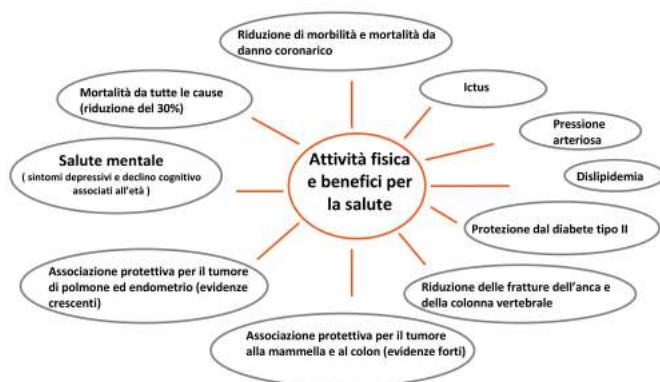 Riduzione di morbilità e mortalità da
danno coronarico
Mortalità da tutte le cause
(riduzione del 30%)
Ictus
Pressione
arteriosa
Salute mentale
( sintomi depressivi e declino cognitivo
associati all'età )
Attività fisica
e benefici per
la salute
Dislipidemia
Protezione dal diabete tipo II
Associazione protettiva per il tumore
di polmone ed endometrio (evidenze
crescenti)
Riduzione delle fratture dell'anca e
della colonna vertebrale
Associazione protettiva per il tumore
alla mammella e al colon (evidenze forti)